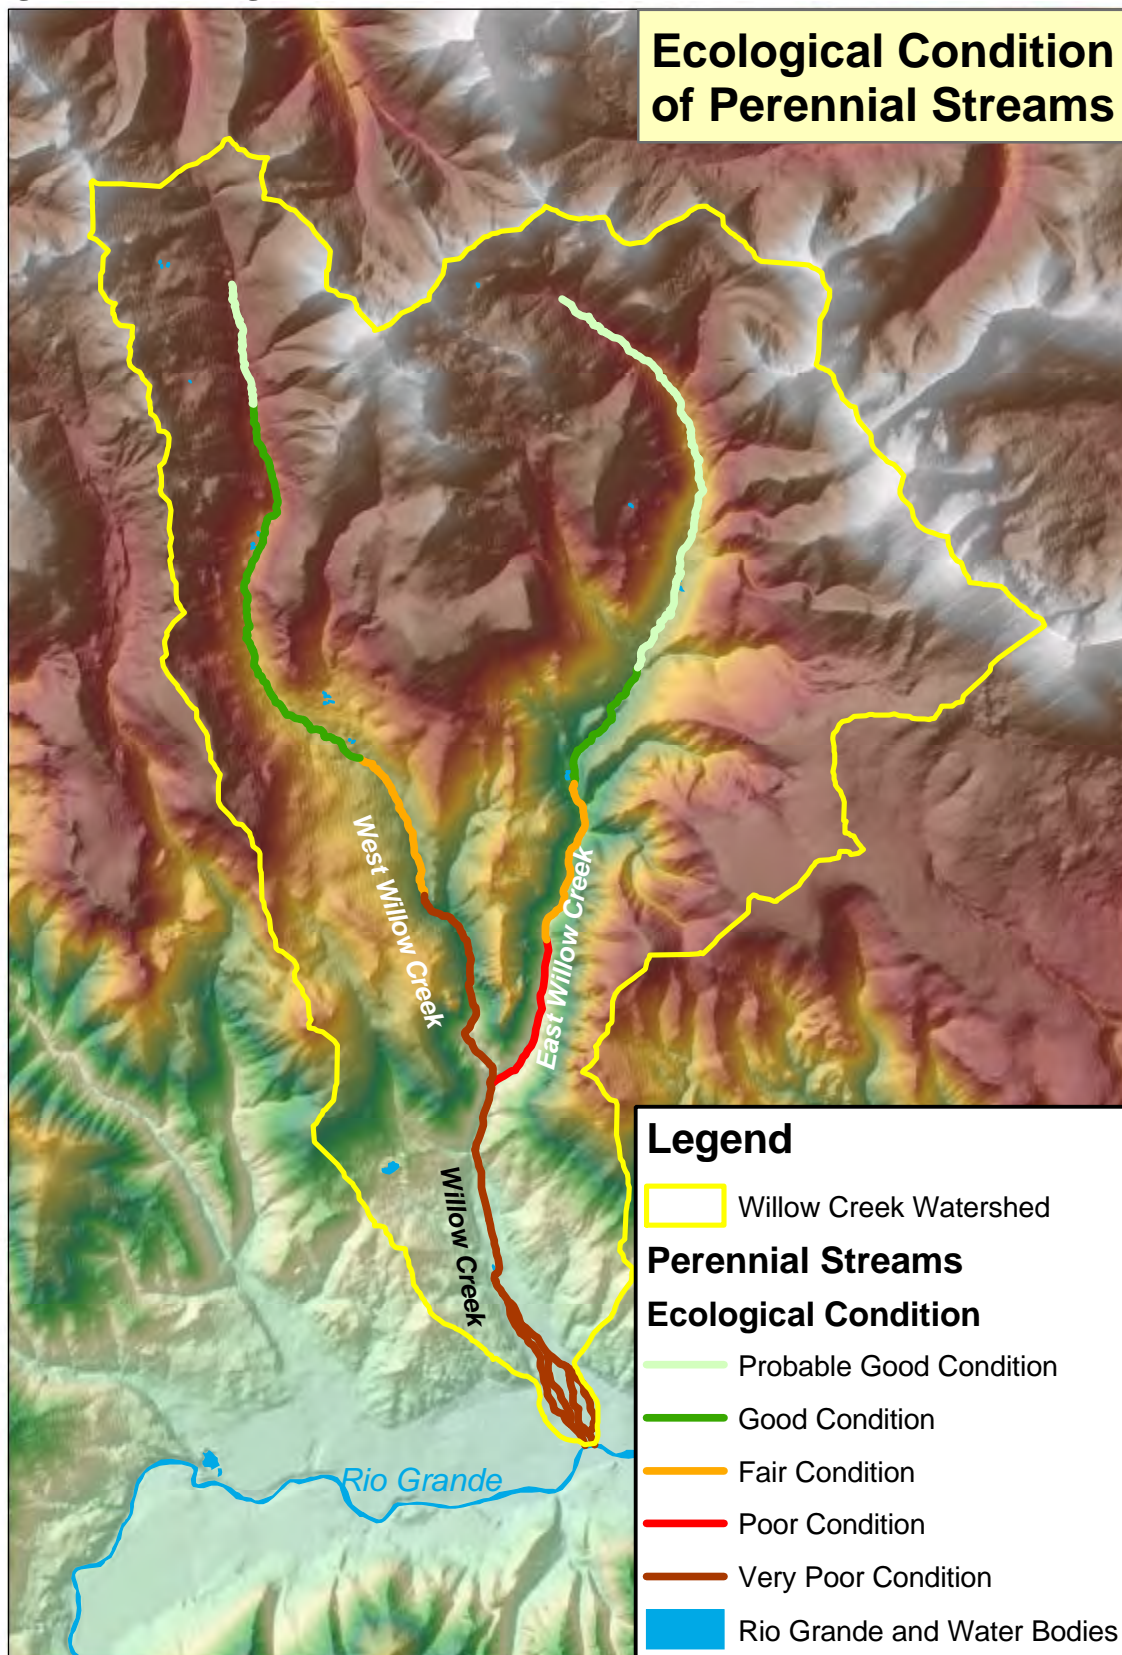 Ecological Condition
of Perennial Streams
West Willow Creek
East Willow Creek
Willow Creek
Rio Grande
Legend
Willow Creek Watershed
Perennial Streams
Ecological Condition
Probable Good Condition
Good Condition
Fair Condition
Poor Condition
Very Poor Condition
Rio Grande and Water Bodies